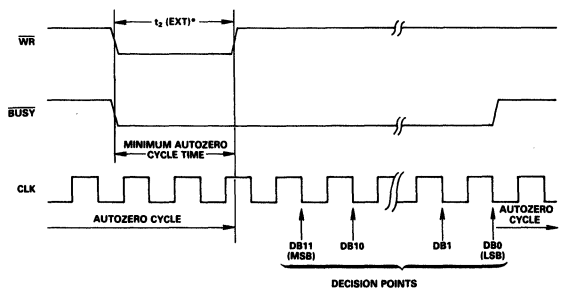 t₂ (EXT)*
WR
BUSY
MINIMUM AUTOZERO
CYCLE TIME
CLK
AUTOZERO CYCLE
AUTOZERO
CYCLE
DB11
(MSB)
DB10
DB1
DB0
(LSB)
DECISION POINTS